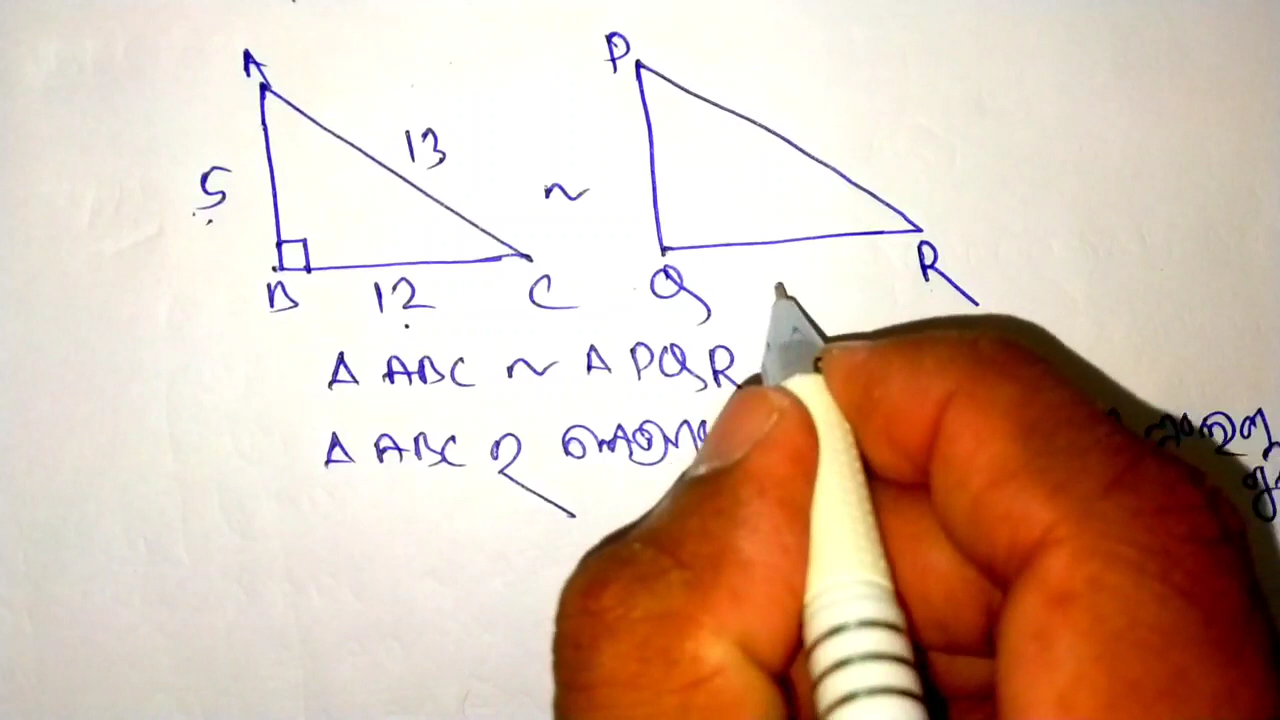 A P
13
5 ~
B 12 C Q R
Δ ABC ~ Δ PQR
Δ ABC